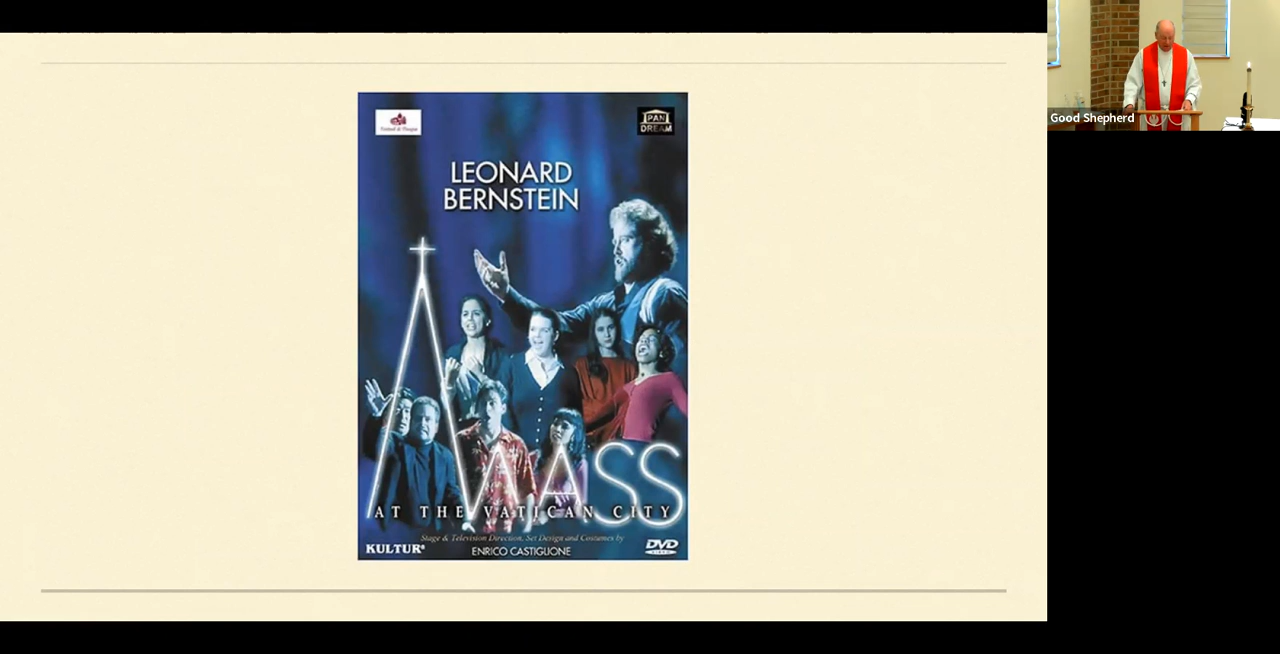 PAN
DREAM
LEONARD
BERNSTEIN
MASS
AT THE VATICAN CITY
Stage & Television Direction, Set Design and Costumes by
ENRICO CASTIGLIONE
KULTUR®
DVD
VIDEO
Good Shepherd